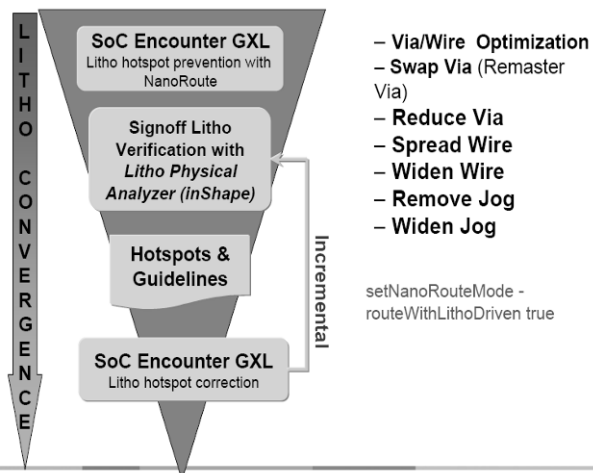 LITHO CONVERGENCE
SoC Encounter GXL
Litho hotspot prevention with
NanoRoute
Signoff Litho
Verification with
Litho Physical
Analyzer (inShape)
Hotspots &
Guidelines
Incremental
SoC Encounter GXL
Litho hotspot correction
– Via/Wire Optimization
– Swap Via (Remaster
Via)
– Reduce Via
– Spread Wire
– Widen Wire
– Remove Jog
– Widen Jog
setNanoRouteMode -
routeWithLithoDriven true